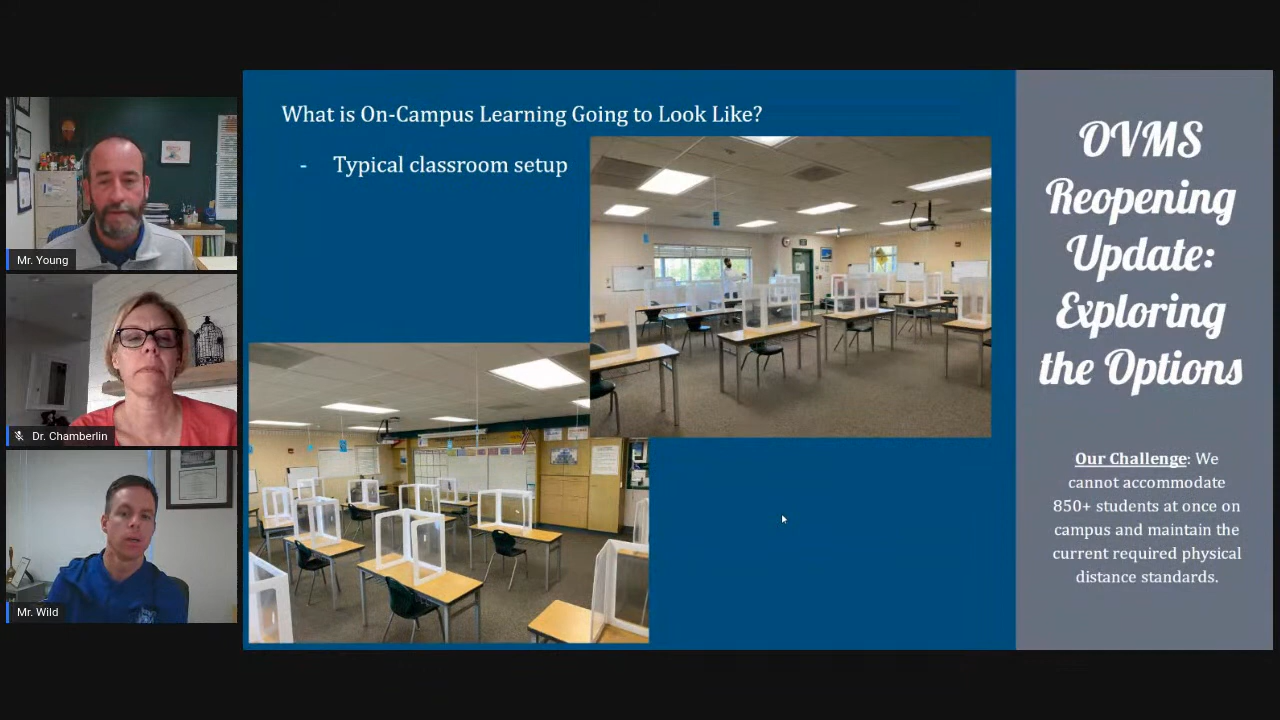 What is On-Campus Learning Going to Look Like?
- Typical classroom setup
OVMS
Reopening
Update:
Exploring
the Options
Our Challenge: We
cannot accommodate
850+ students at once on
campus and maintain the
current required physical
distance standards.
Mr. Young
Dr. Chamberlin
Mr. Wild